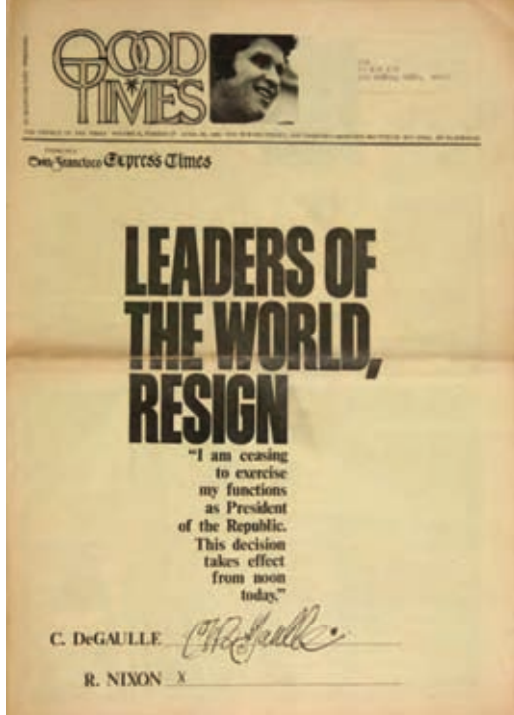 GOOD
TIMES
San Francisco Express Times
LEADERS OF
THE WORLD,
RESIGN
"I am ceasing
to exercise
my functions
as President
of the Republic.
This decision
takes effect
from noon
today."
C. DeGAULLE
R. NIXON X